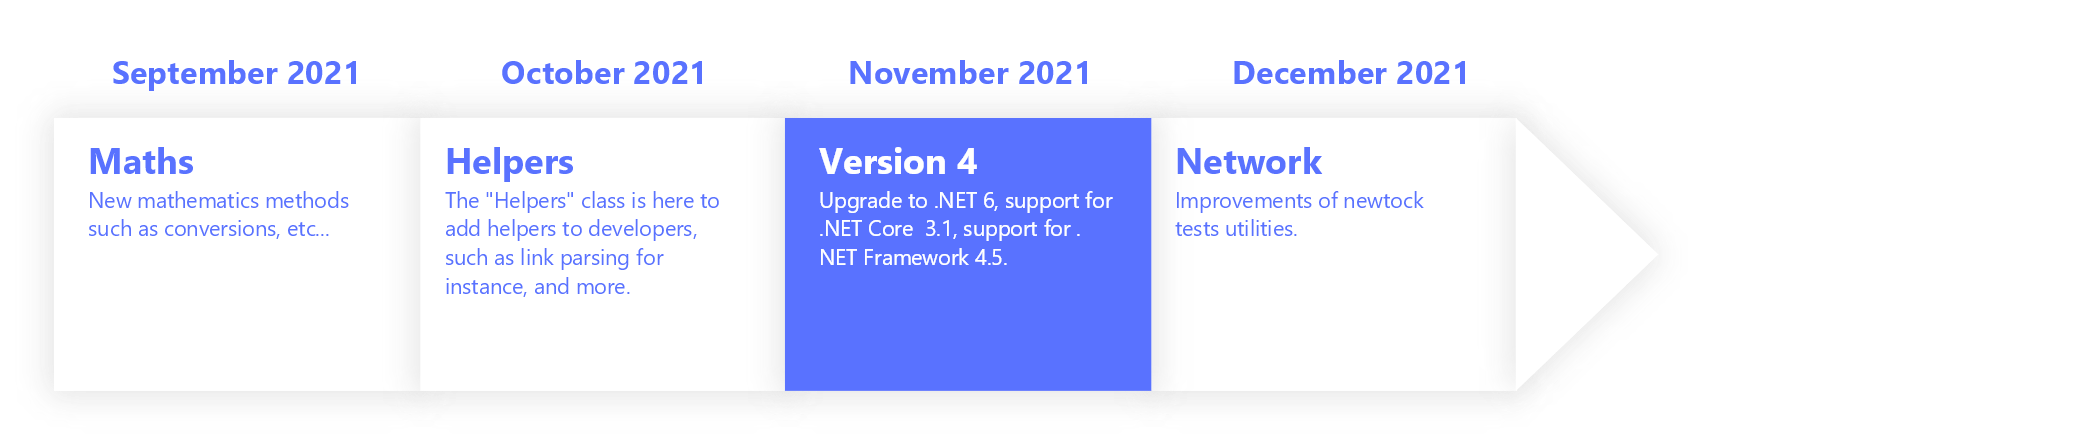 September 2021
October 2021
November 2021
December 2021
Maths
New mathematics methods
such as conversions, etc...
Helpers
The "Helpers" class is here to
add helpers to developers,
such as link parsing for
instance, and more.
Version 4
Upgrade to .NET 6, support for
.NET Core  3.1, support for .
NET Framework 4.5.
Network
Improvements of newtock
tests utilities.